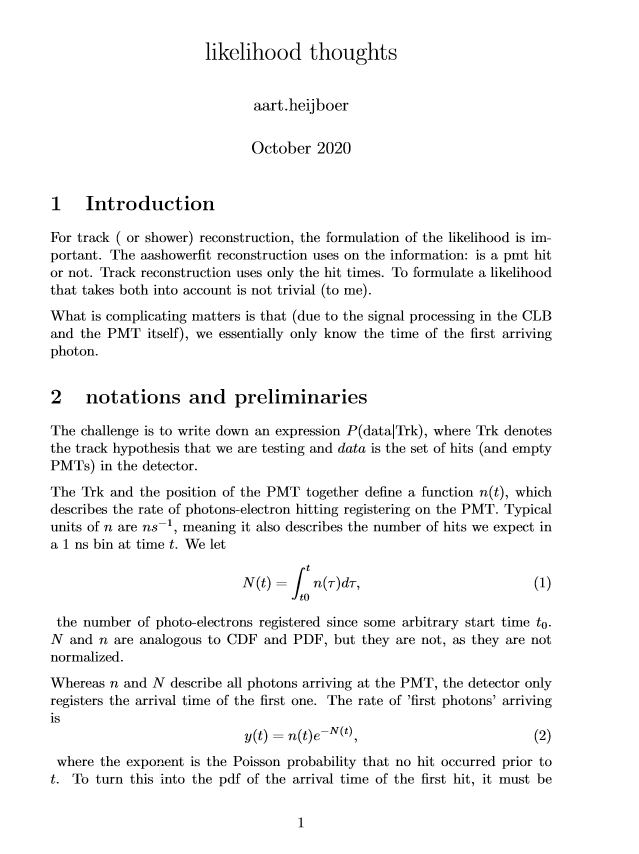 likelihood thoughts
aart.heijboer
October 2020
1 Introduction
For track ( or shower) reconstruction, the formulation of the likelihood is im-
portant. The aashowerfit reconstruction uses on the information: is a pmt hit
or not. Track reconstruction uses only the hit times. To formulate a likelihood
that takes both into account is not trivial (to me).
What is complicating matters is that (due to the signal processing in the CLB
and the PMT itself), we essentially only know the time of the first arriving
photon.
2 notations and preliminaries
The challenge is to write down an expression P(data|Trk), where Trk denotes
the track hypothesis that we are testing and data is the set of hits (and empty
PMTs) in the detector.
The Trk and the position of the PMT together define a function n(t), which
describes the rate of photons-electron hitting registering on the PMT. Typical
units of n are ns⁻¹, meaning it also describes the number of hits we expect in
a 1 ns bin at time t. We let
N(t) = ∫_{t0}^{t} n(τ)dτ, (1)
the number of photo-electrons registered since some arbitrary start time t₀.
N and n are analogous to CDF and PDF, but they are not, as they are not
normalized.
Whereas n and N describe all photons arriving at the PMT, the detector only
registers the arrival time of the first one. The rate of 'first photons' arriving
is
y(t) = n(t)e^{−N(t)}, (2)
where the exponent is the Poisson probability that no hit occurred prior to
t. To turn this into the pdf of the arrival time of the first hit, it must be
1